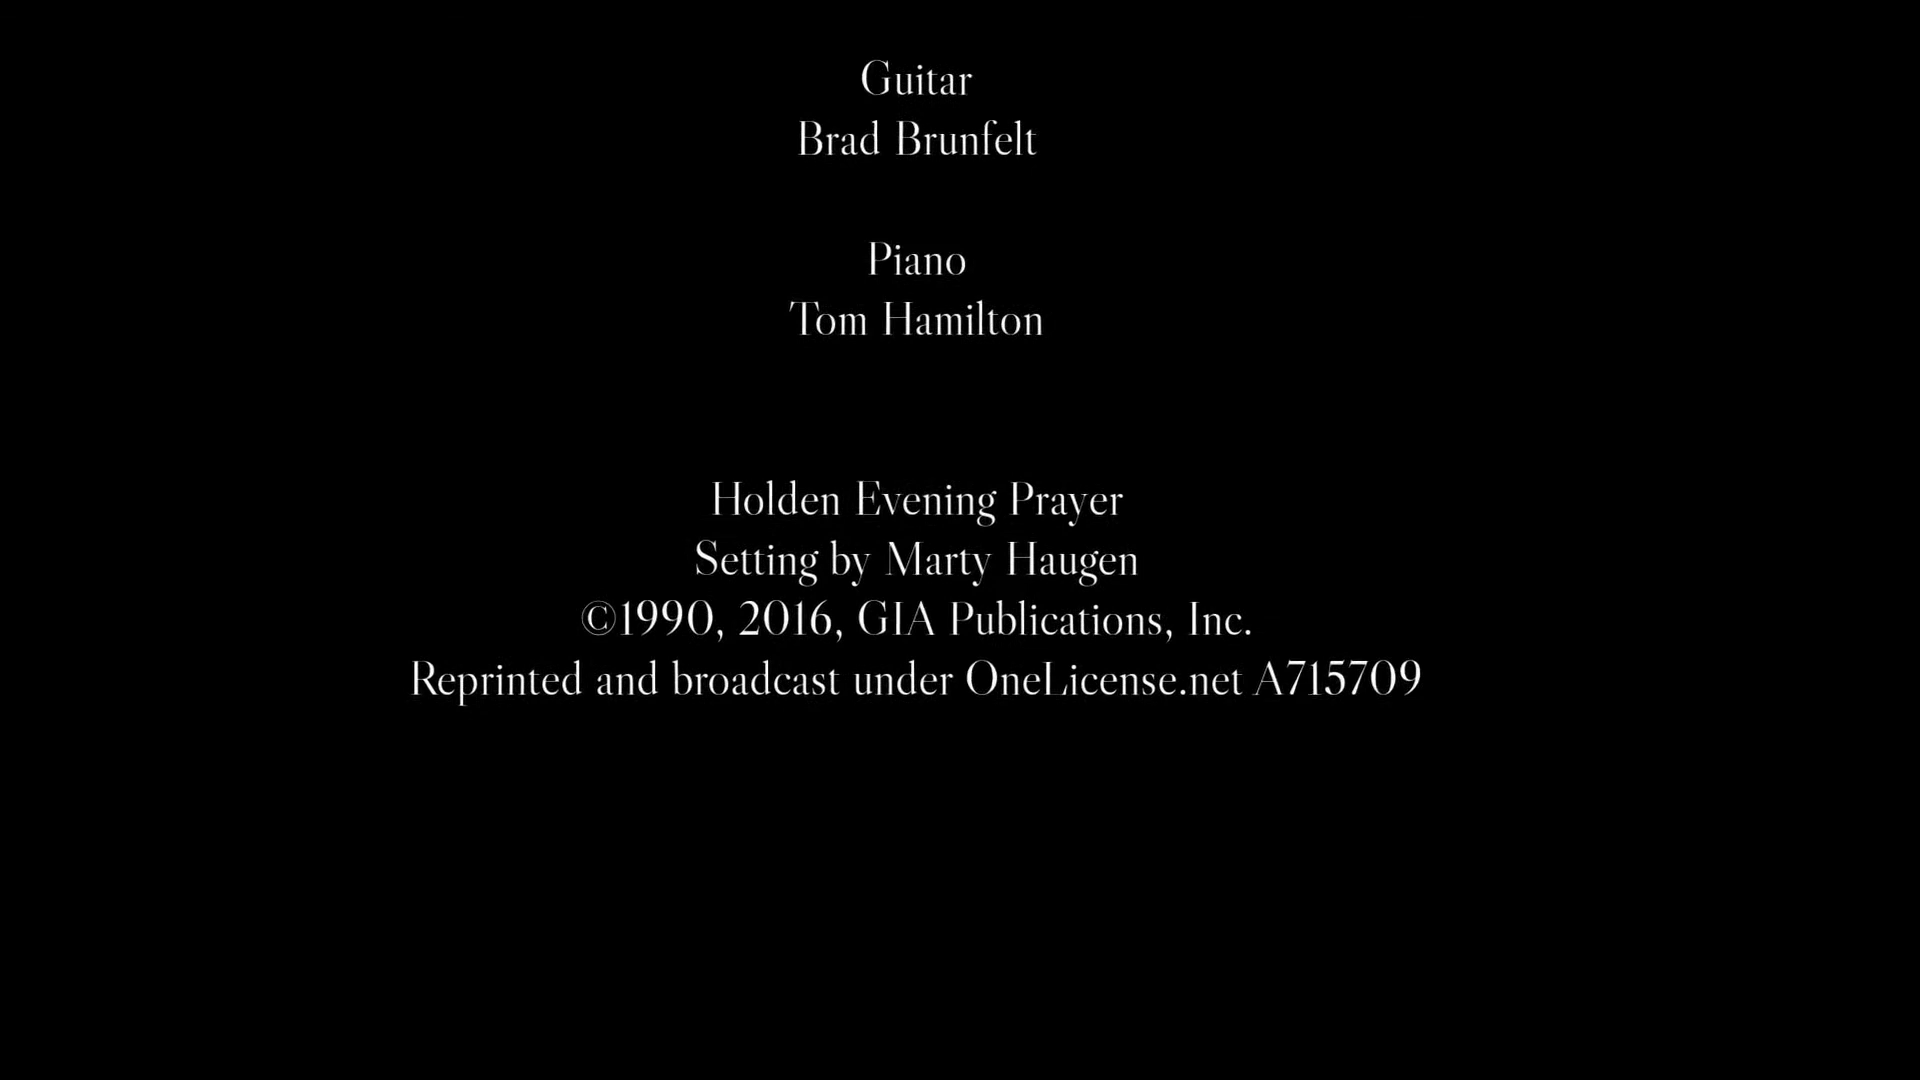 Guitar
Brad Brunfelt
Piano
Tom Hamilton
Holden Evening Prayer
Setting by Marty Haugen
©1990, 2016, GIA Publications, Inc.
Reprinted and broadcast under OneLicense.net A715709